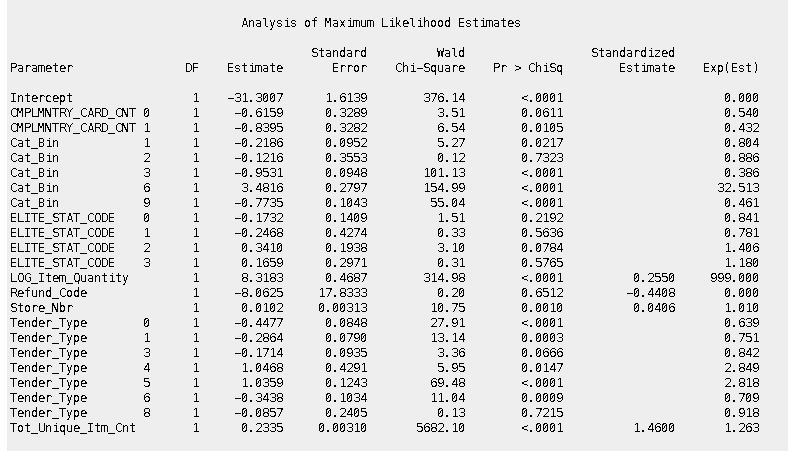 Analysis of Maximum Likelihood Estimates
Standard Wald Standardized
Parameter DF Estimate Error Chi-Square Pr > ChiSq Estimate Exp(Est)
Intercept 1 -31.3007 1.6139 376.14 <.0001 0.000
CMPLMNTRY_CARD_CNT 0 1 -0.6159 0.3289 3.51 0.0611 0.540
CMPLMNTRY_CARD_CNT 1 1 -0.8395 0.3282 6.54 0.0105 0.432
Cat_Bin 1 1 -0.2186 0.0952 5.27 0.0217 0.804
Cat_Bin 2 1 -0.1216 0.3553 0.12 0.7323 0.886
Cat_Bin 3 1 -0.9531 0.0948 101.13 <.0001 0.386
Cat_Bin 6 1 3.4816 0.2797 154.99 <.0001 32.513
Cat_Bin 9 1 -0.7735 0.1043 55.04 <.0001 0.461
ELITE_STAT_CODE 0 1 -0.1732 0.1409 1.51 0.2192 0.841
ELITE_STAT_CODE 1 1 -0.2468 0.4274 0.33 0.5636 0.781
ELITE_STAT_CODE 2 1 0.3410 0.1938 3.10 0.0784 1.406
ELITE_STAT_CODE 3 1 0.1659 0.2971 0.31 0.5765 1.180
LOG_Item_Quantity 1 8.3183 0.4687 314.98 <.0001 0.2550 999.000
Refund_Code 1 -8.0625 17.8333 0.20 0.6512 -0.4408 0.000
Store_Nbr 1 0.0102 0.00313 10.75 0.0010 0.0406 1.010
Tender_Type 0 1 -0.4477 0.0848 27.91 <.0001 0.639
Tender_Type 1 1 -0.2864 0.0790 13.14 0.0003 0.751
Tender_Type 3 1 -0.1714 0.0935 3.36 0.0666 0.842
Tender_Type 4 1 1.0468 0.4291 5.95 0.0147 2.849
Tender_Type 5 1 1.0359 0.1243 69.48 <.0001 2.818
Tender_Type 6 1 -0.3438 0.1034 11.04 0.0009 0.709
Tender_Type 8 1 -0.0857 0.2405 0.13 0.7215 0.918
Tot_Unique_Itm_Cnt 1 0.2335 0.00310 5682.10 <.0001 1.4600 1.263